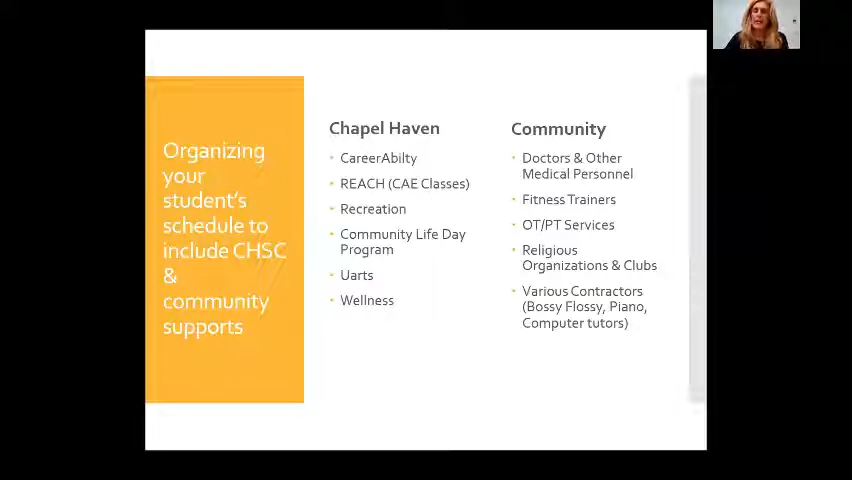 Organizing
your
student's
schedule to
include CHSC
&
community
supports
Chapel Haven
CareerAbilty
REACH (CAE Classes)
Recreation
Community Life Day
Program
Uarts
Wellness
Community
Doctors & Other
Medical Personnel
Fitness Trainers
OT/PT Services
Religious
Organizations & Clubs
Various Contractors
(Bossy Flossy, Piano,
Computer tutors)